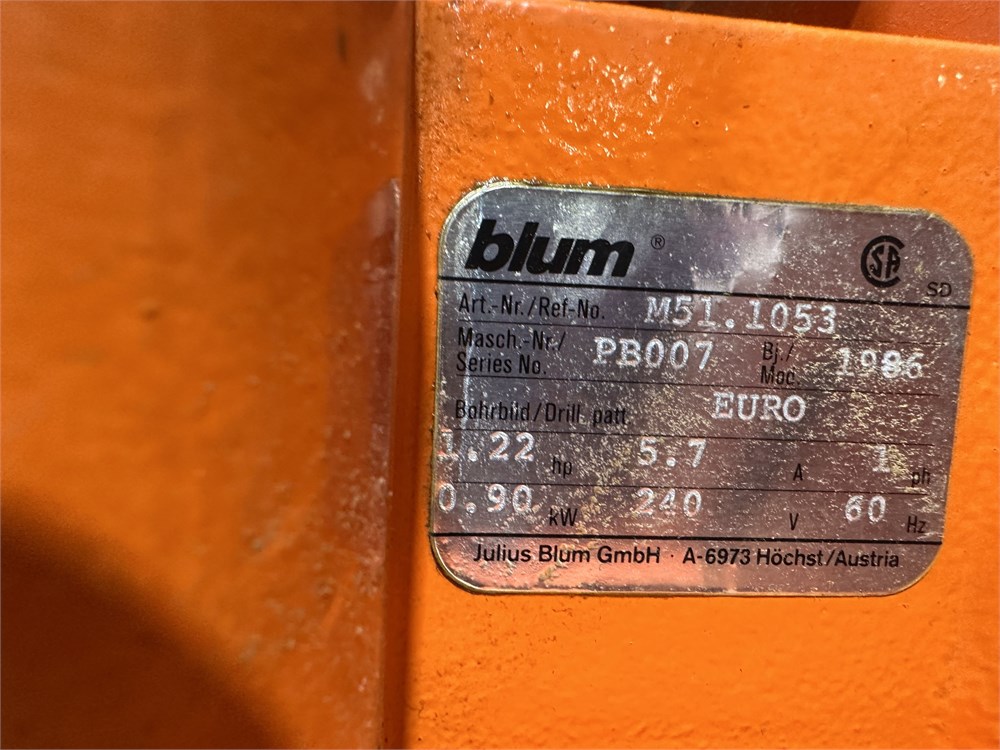 blum ®
CSA
SD
Art.-Nr./Ref-No. M51.1053
Masch.-Nr./
Series No. PB007 Bj./
Mod. 1986
Bohrbild/Drill. patt EURO
1.22 hp 5.7 A 1 ph
0.90 kW 240 V 60 Hz
Julius Blum GmbH · A-6973 Höchst/Austria